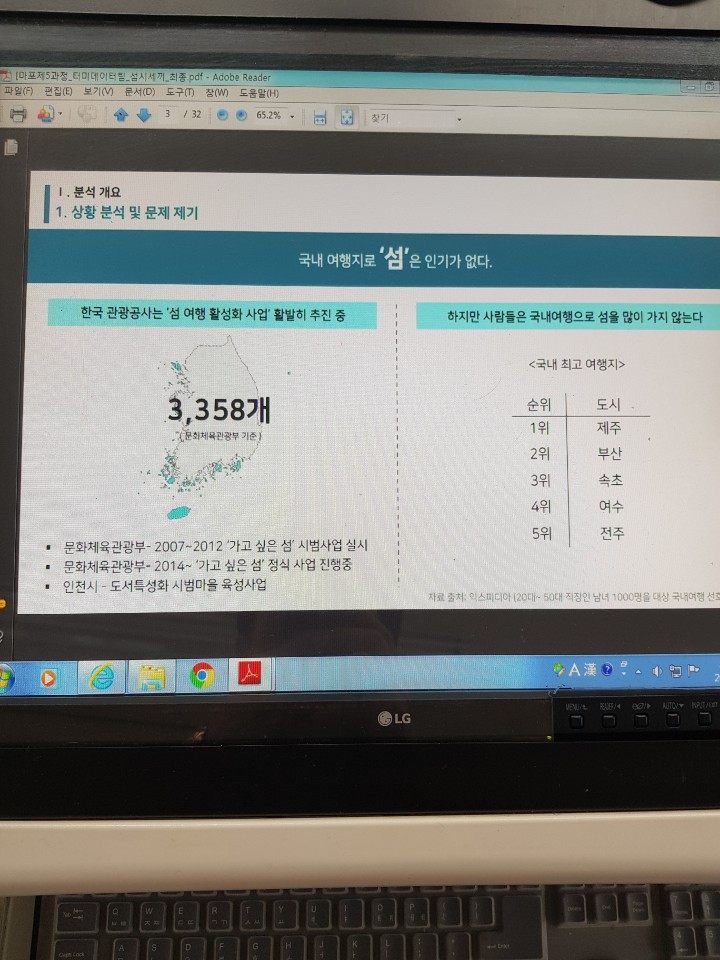 [마포제5과정_터미데이터팀_섬시세끼_최종.pdf - Adobe Reader
파일(F) 편집(E) 보기(V) 문서(D) 도구(T) 창(W) 도움말(H)
3 / 32 65.2% 찾기
Ⅰ. 분석 개요
1. 상황 분석 및 문제 제기
국내 여행지로 '섬'은 인기가 없다.
한국 관광공사는 '섬 여행 활성화 사업' 활발히 추진 중
3,358개
( 문화체육관광부 기준 )
▪ 문화체육관광부- 2007~2012 '가고 싶은 섬' 시범사업 실시
▪ 문화체육관광부- 2014~ '가고 싶은 섬' 정식 사업 진행중
▪ 인천시 - 도서특성화 시범마을 육성사업
하지만 사람들은 국내여행으로 섬을 많이 가지 않는다
<국내 최고 여행지>
순위 도시
1위 제주
2위 부산
3위 속초
4위 여수
5위 전주
자료 출처: 익스피디아 (20대~ 50대 직장인 남녀 1000명을 대상 국내여행
A 漢
LG
MENU AUTO
Q W E R T Y U I O P
A S D F G H J K L